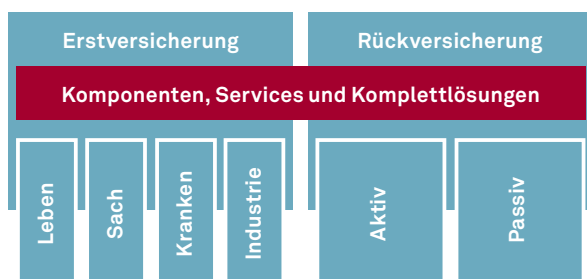 Erstversicherung
Rückversicherung
Komponenten, Services und Komplettlösungen
Leben
Sach
Kranken
Industrie
Aktiv
Passiv